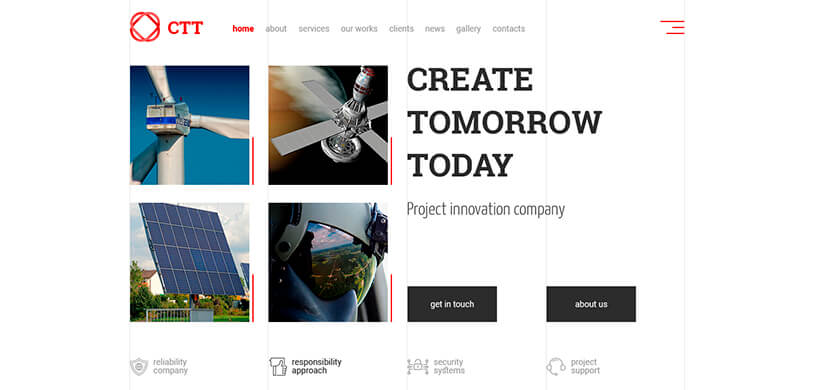 CTT
home about services our works clients news gallery contacts
CREATE
TOMORROW
TODAY
Project innovation company
get in touch
about us
reliability
company
responsibility
approach
security
systems
project
support